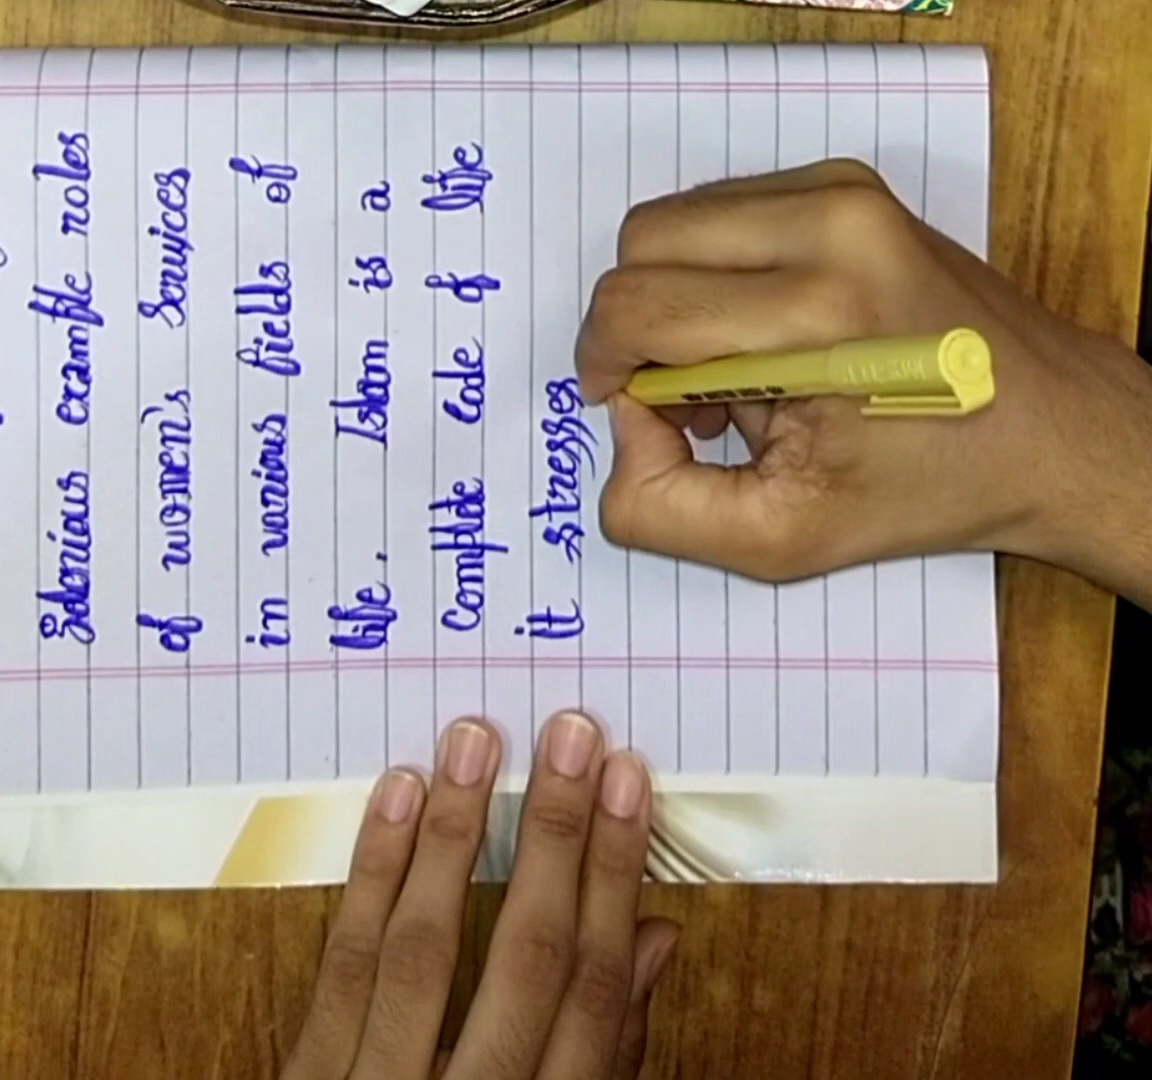 example roles
of women's Services
in various fields of
life. Islam is a
Complete Code of life
it stresses